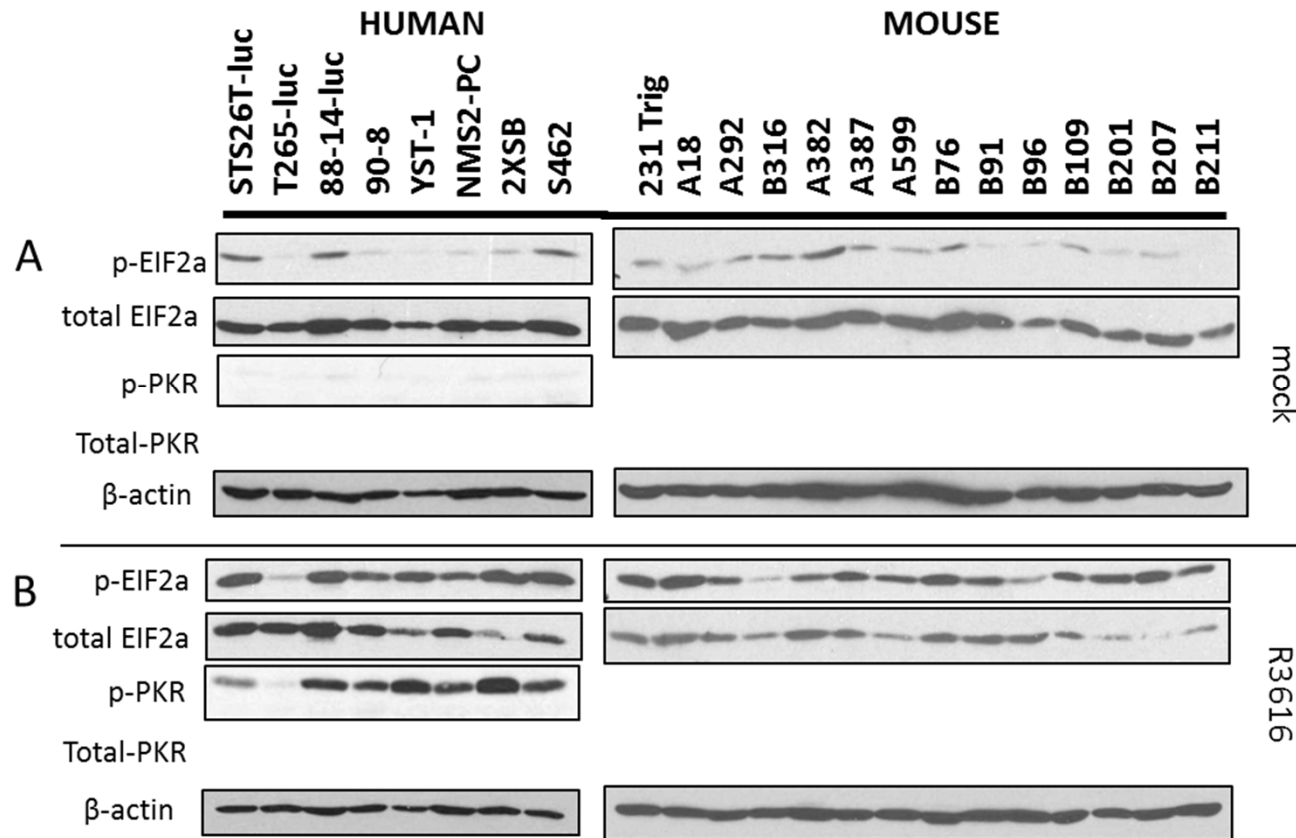 HUMAN
MOUSE
STS26T-luc
T265-luc
88-14-luc
90-8
YST-1
NMS2-PC
2XSB
S462
231 Trig
A18
A292
B316
A382
A387
A599
B76
B91
B96
B109
B201
B207
B211
A
p-EIF2a
total EIF2a
p-PKR
Total-PKR
β-actin
mock
B
p-EIF2a
total EIF2a
p-PKR
Total-PKR
β-actin
R3616